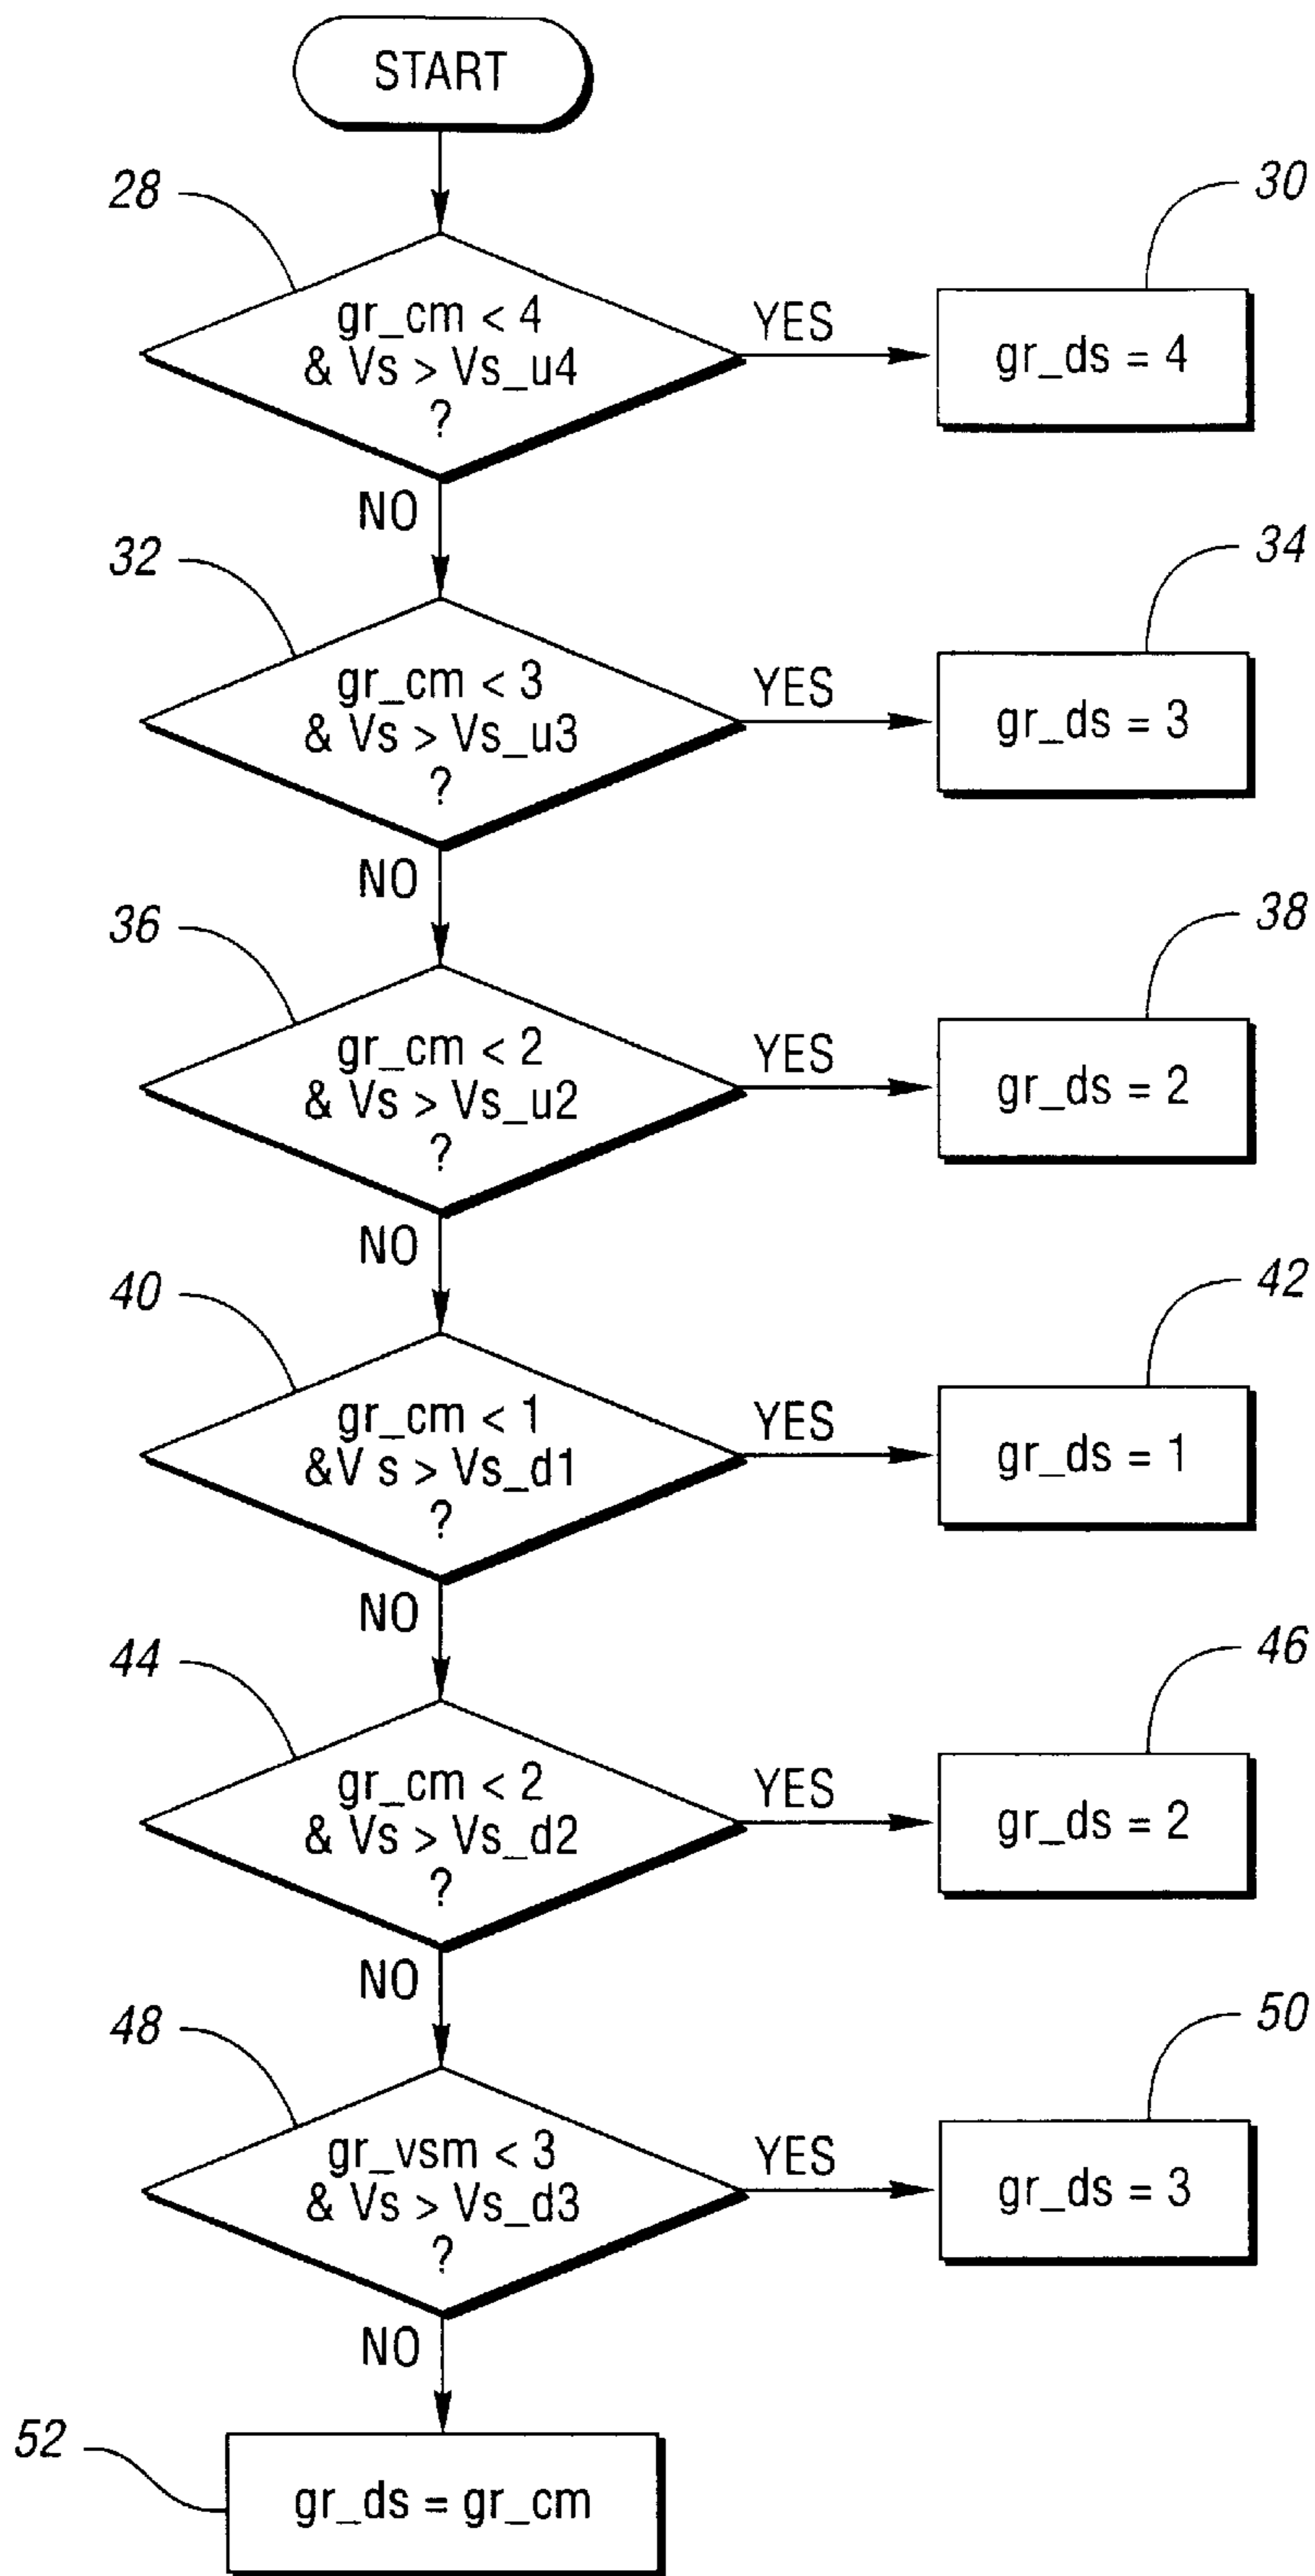 START
28
gr_cm < 4
& Vs > Vs_u4
?
YES
30
gr_ds = 4
NO
32
gr_cm < 3
& Vs > Vs_u3
?
YES
34
gr_ds = 3
NO
36
gr_cm < 2
& Vs > Vs_u2
?
YES
38
gr_ds = 2
NO
40
gr_cm < 1
&V s > Vs_d1
?
YES
42
gr_ds = 1
NO
44
gr_cm < 2
& Vs > Vs_d2
?
YES
46
gr_ds = 2
NO
48
gr_vsm < 3
& Vs > Vs_d3
?
YES
50
gr_ds = 3
NO
52
gr_ds = gr_cm